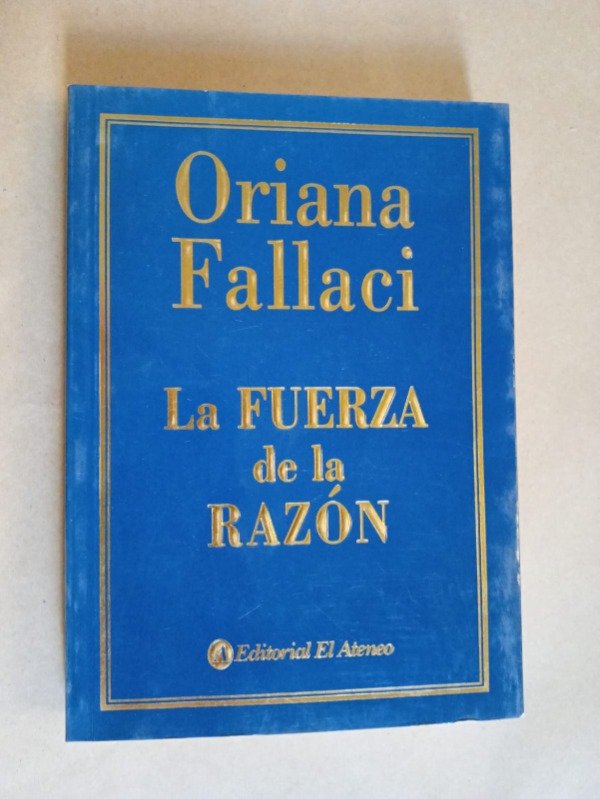 Oriana
Fallaci
La FUERZA
de la
RAZÓN
Editorial El Ateneo